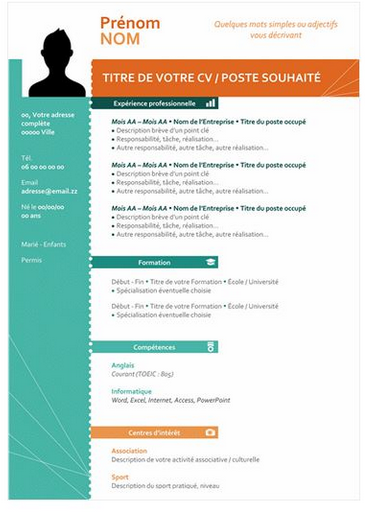 Prénom
NOM
Quelques mots simples ou adjectifs
vous décrivant
TITRE DE VOTRE CV / POSTE SOUHAITÉ
00, Votre adresse
complète
00000 Ville
Tél.
06 00 00 00 00
Email
adresse@email.zz
Né le 00/00/00
00 ans
Marié - Enfants
Permis
Expérience professionnelle
Mois AA – Mois AA • Nom de l'Entreprise • Titre du poste occupé
• Description brève d'un point clé
• Responsabilité, tâche, réalisation...
• Autre responsabilité, autre tâche, autre réalisation...
Mois AA – Mois AA • Nom de l'Entreprise • Titre du poste occupé
• Description brève d'un point clé
• Responsabilité, tâche, réalisation...
• Autre responsabilité, autre tâche, autre réalisation...
Mois AA – Mois AA • Nom de l'Entreprise • Titre du poste occupé
• Description brève d'un point clé
• Responsabilité, tâche, réalisation...
• Autre responsabilité, autre tâche, autre réalisation...
Formation
Début - Fin • Titre de votre Formation • École / Université
• Spécialisation éventuelle choisie
Début - Fin • Titre de votre Formation • École / Université
• Spécialisation éventuelle choisie
Compétences
Anglais
Courant (TOEIC : 805)
Informatique
Word, Excel, Internet, Access, PowerPoint
Centres d'intérêt
Association
Description de votre activité associative / culturelle
Sport
Description du sport pratiqué, niveau